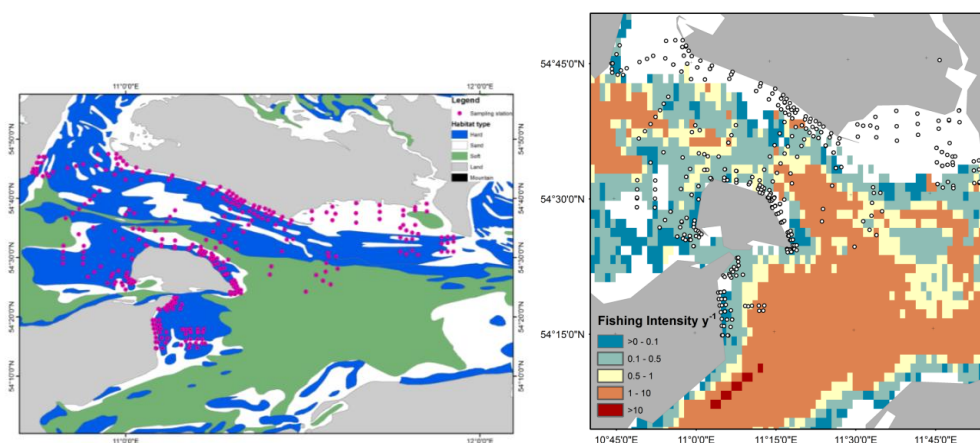 11°0'0"E
12°0'0"E
Legend
Sampling station
Habitat type
Hard
Sand
Soft
Land
Mountain
54°50'0"N
54°40'0"N
54°30'0"N
54°20'0"N
54°10'0"N
54°50'0"N
54°40'0"N
54°30'0"N
54°20'0"N
54°10'0"N
11°0'0"E
12°0'0"E
54°45'0"N
54°30'0"N
54°15'0"N
Fishing Intensity y⁻¹
>0 - 0.1
0.1 - 0.5
0.5 - 1
1 - 10
>10
10°45'0"E
11°0'0"E
11°15'0"E
11°30'0"E
11°45'0"E